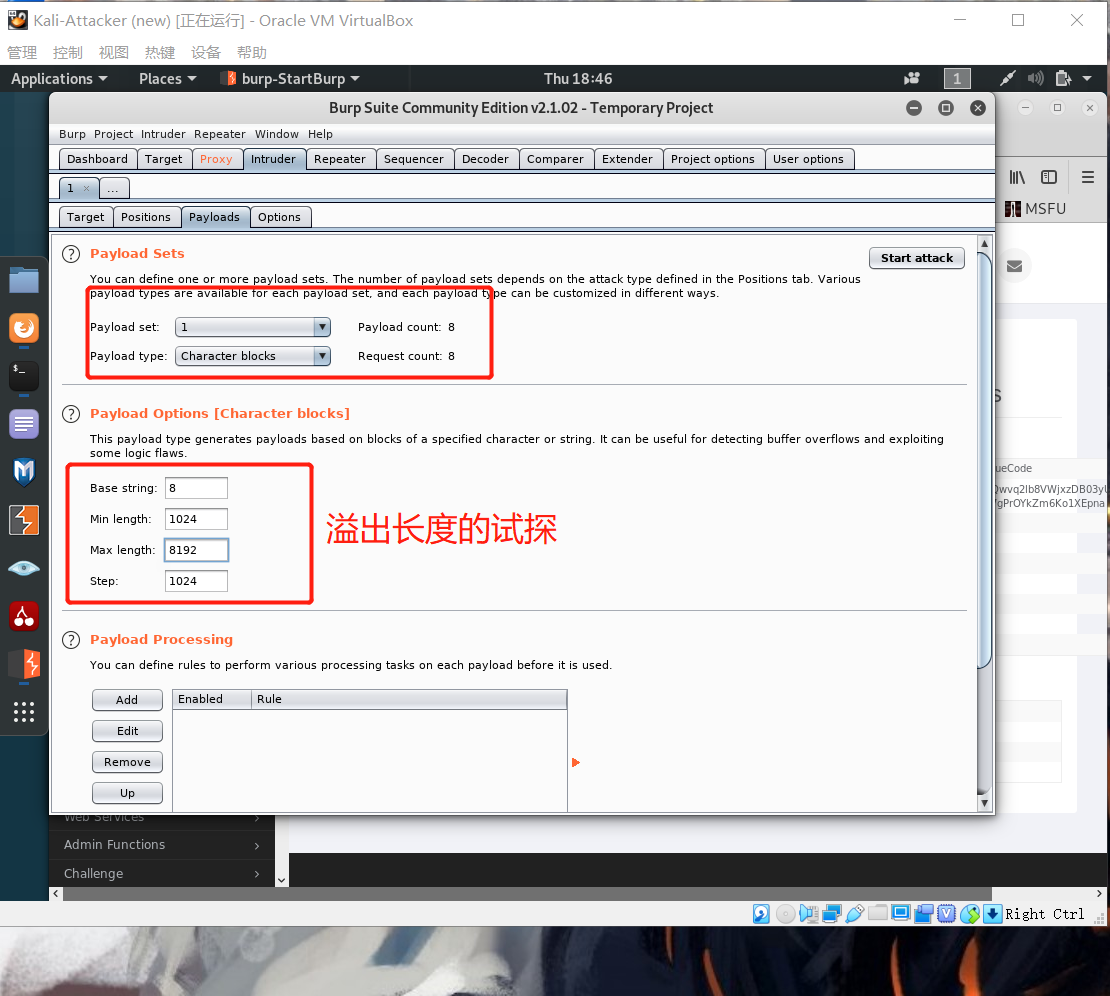 Kali-Attacker (new) [正在运行] - Oracle VM VirtualBox
管理 控制 视图 热键 设备 帮助
Applications Places burp-StartBurp Thu 18:46 1
Burp Suite Community Edition v2.1.02 - Temporary Project
Burp Project Intruder Repeater Window Help
Dashboard Target Proxy Intruder Repeater Sequencer Decoder Comparer Extender Project options User options
1 × ...
Target Positions Payloads Options
MSFU
? Payload Sets
Start attack
You can define one or more payload sets. The number of payload sets depends on the attack type defined in the Positions tab. Various
payload types are available for each payload set, and each payload type can be customized in different ways.
Payload set: 1 Payload count: 8
Payload type: Character blocks Request count: 8
? Payload Options [Character blocks]
This payload type generates payloads based on blocks of a specified character or string. It can be useful for detecting buffer overflows and exploiting
some logic flaws.
Base string: 8
Min length: 1024
Max length: 8192
Step: 1024
溢出长度的试探
ueCode
? Payload Processing
You can define rules to perform various processing tasks on each payload before it is used.
Add Enabled Rule
Edit
Remove
Up
Web Services
Admin Functions
Challenge
Right Ctrl